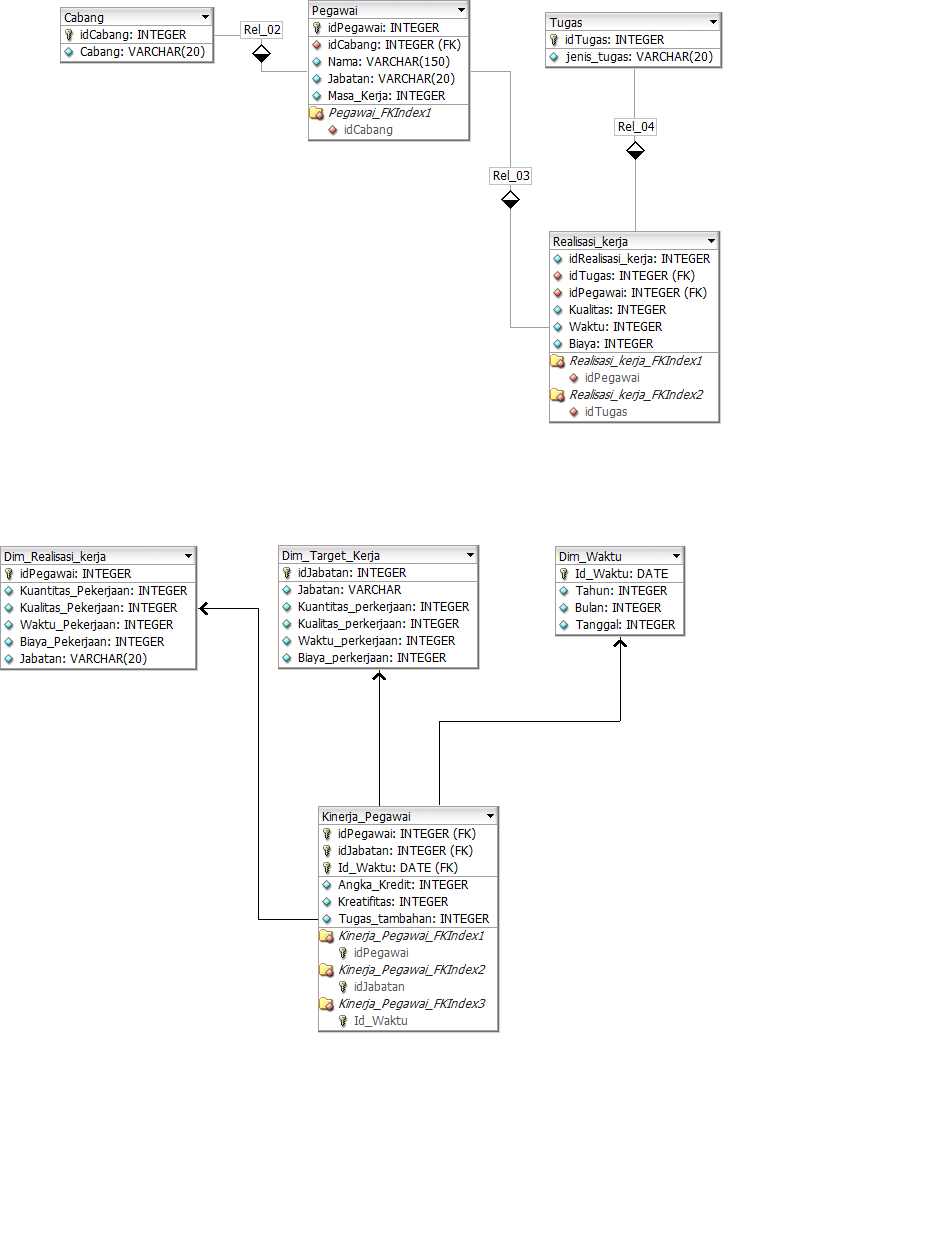 Cabang
idCabang: INTEGER
Cabang: VARCHAR(20)
Rel_02
Pegawai
idPegawai: INTEGER
idCabang: INTEGER (FK)
Nama: VARCHAR(150)
Jabatan: VARCHAR(20)
Masa_Kerja: INTEGER
Pegawai_FKIndex1
idCabang
Tugas
idTugas: INTEGER
jenis_tugas: VARCHAR(20)
Rel_04
Rel_03
Realisasi_kerja
idRealisasi_kerja: INTEGER
idTugas: INTEGER (FK)
idPegawai: INTEGER (FK)
Kualitas: INTEGER
Waktu: INTEGER
Biaya: INTEGER
Realisasi_kerja_FKIndex1
idPegawai
Realisasi_kerja_FKIndex2
idTugas
Dim_Realisasi_kerja
idPegawai: INTEGER
Kuantitas_Pekerjaan: INTEGER
Kualitas_Pekerjaan: INTEGER
Waktu_Pekerjaan: INTEGER
Biaya_Pekerjaan: INTEGER
Jabatan: VARCHAR(20)
Dim_Target_Kerja
idJabatan: INTEGER
Jabatan: VARCHAR
Kuantitas_perkerjaan: INTEGER
Kualitas_perkerjaan: INTEGER
Waktu_perkerjaan: INTEGER
Biaya_perkerjaan: INTEGER
Dim_Waktu
Id_Waktu: DATE
Tahun: INTEGER
Bulan: INTEGER
Tanggal: INTEGER
Kinerja_Pegawai
idPegawai: INTEGER (FK)
idJabatan: INTEGER (FK)
Id_Waktu: DATE (FK)
Angka_Kredit: INTEGER
Kreatifitas: INTEGER
Tugas_tambahan: INTEGER
Kinerja_Pegawai_FKIndex1
idPegawai
Kinerja_Pegawai_FKIndex2
idJabatan
Kinerja_Pegawai_FKIndex3
Id_Waktu